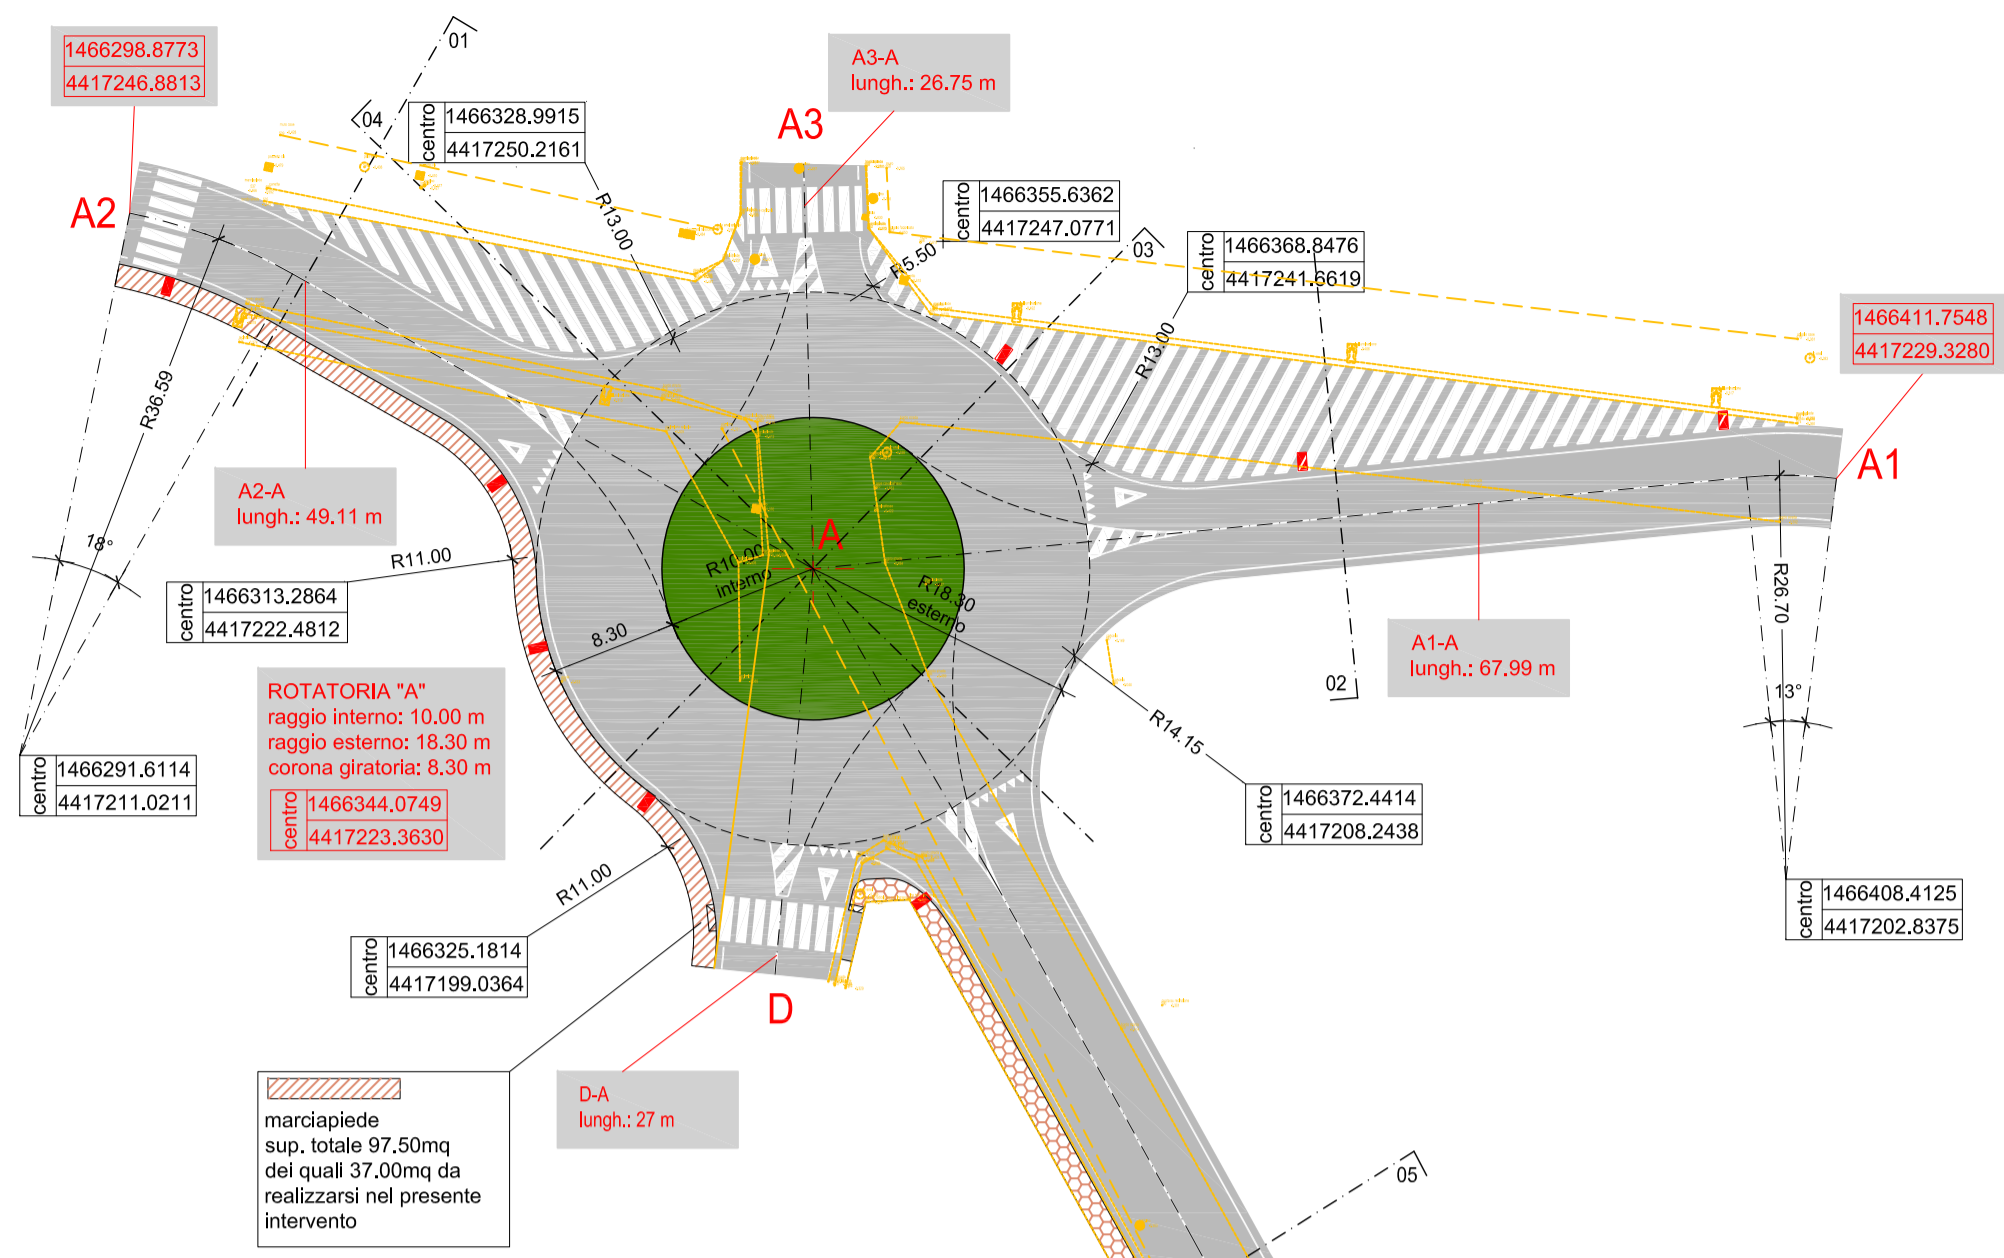 1466298.8773
4417246.8813
01
A3-A
lungh.: 26.75 m
04
centro
1466328.9915
4417250.2161
A3
A2
R13.00
centro
1466355.6362
4417247.0771
R5.50
03
centro
1466368.8476
4417241.6619
1466411.7548
4417229.3280
R13.00
R36.59
A1
A2-A
lungh.: 49.11 m
18°
R11.00
A
R10.00
interno
R18.30
esterno
R26.70
centro
1466313.2864
4417222.4812
8.30
A1-A
lungh.: 67.99 m
02
13°
ROTATORIA "A"
raggio interno: 10.00 m
raggio esterno: 18.30 m
corona giratoria: 8.30 m
centro
1466344.0749
4417223.3630
R14.15
centro
1466291.6114
4417211.0211
centro
1466372.4414
4417208.2438
R11.00
centro
1466408.4125
4417202.8375
centro
1466325.1814
4417199.0364
D
marciapiede
sup. totale 97.50mq
dei quali 37.00mq da
realizzarsi nel presente
intervento
D-A
lungh.: 27 m
05